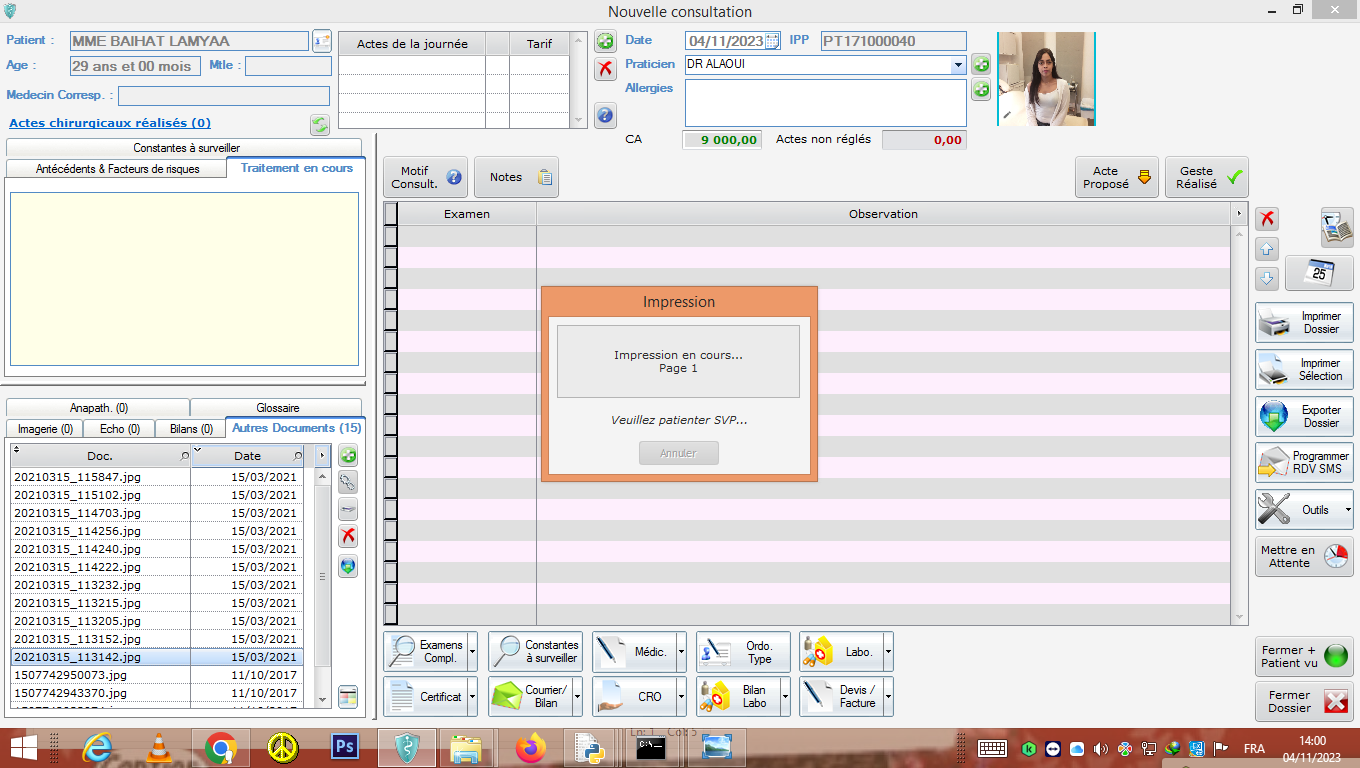 Nouvelle consultation
Patient :
MME BAIHAT LAMYAA
Age :
29 ans et 00 mois
Mtle :
Medecin Corresp. :
Actes chirurgicaux réalisés (0)
Actes de la journée
Tarif
Date
04/11/2023
IPP
PT171000040
Praticien
DR ALAOUI
Allergies
CA
9 000,00
Actes non réglés
0,00
Constantes à surveiller
Antécédents & Facteurs de risques
Traitement en cours
Motif
Consult.
Notes
Acte
Proposé
Geste
Réalisé
Examen
Observation
25
Impression
Impression en cours...
Page 1
Veuillez patienter SVP...
Annuler
Imprimer
Dossier
Imprimer
Sélection
Exporter
Dossier
Programmer
RDV SMS
Outils
Mettre en
Attente
Anapath. (0)
Glossaire
Imagerie (0)
Echo (0)
Bilans (0)
Autres Documents (15)
Doc.
Date
20210315_115847.jpg 15/03/2021
20210315_115102.jpg 15/03/2021
20210315_114703.jpg 15/03/2021
20210315_114256.jpg 15/03/2021
20210315_114240.jpg 15/03/2021
20210315_114222.jpg 15/03/2021
20210315_113232.jpg 15/03/2021
20210315_113215.jpg 15/03/2021
20210315_113205.jpg 15/03/2021
20210315_113152.jpg 15/03/2021
20210315_113142.jpg 15/03/2021
1507742950073.jpg 11/10/2017
1507742943370.jpg 11/10/2017
Examens
Compl.
Constantes
à surveiller
Médic.
Ordo.
Type
Labo.
Certificat
Courrier/
Bilan
CRO
Bilan
Labo
Devis /
Facture
Fermer +
Patient vu
Fermer
Dossier
Ps
C:\
FRA
14:00
04/11/2023